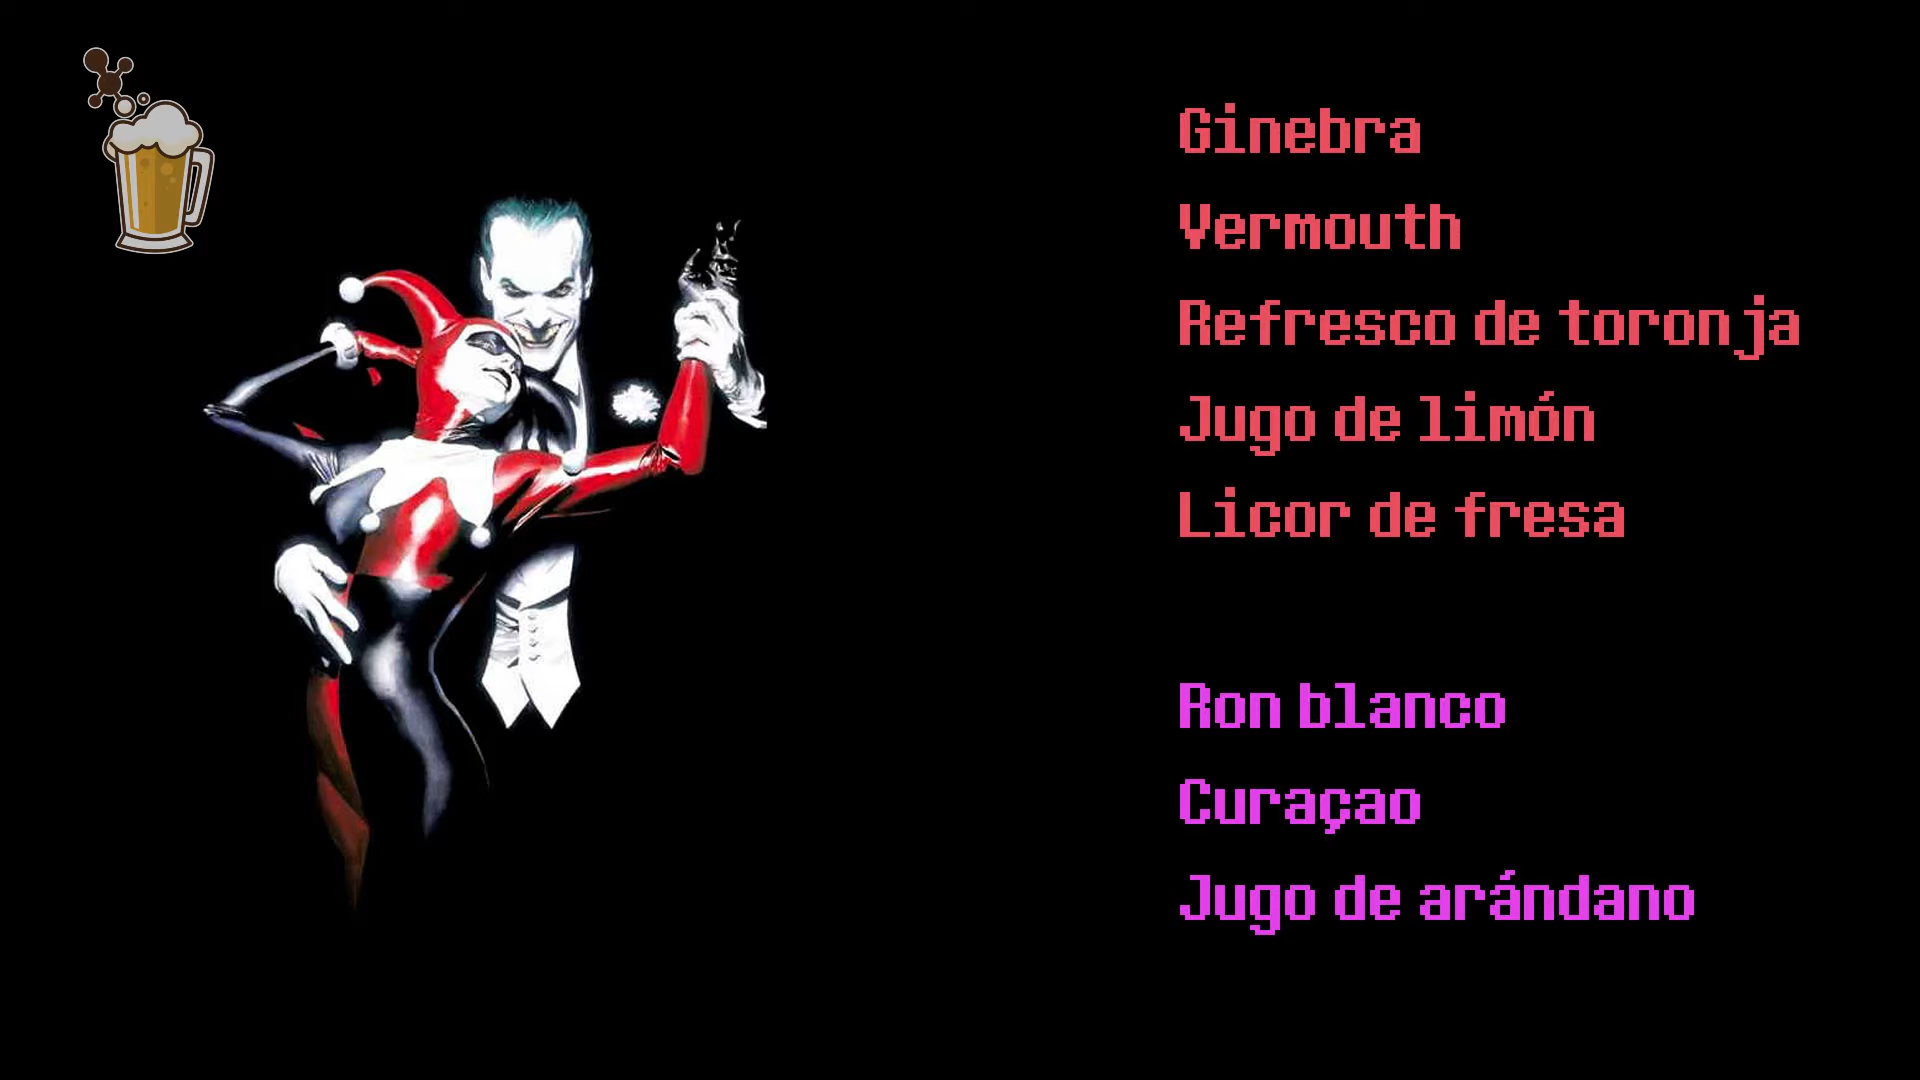 Ginebra
Vermouth
Refresco de toronja
Jugo de limón
Licor de fresa
Ron blanco
Curaçao
Jugo de arándano